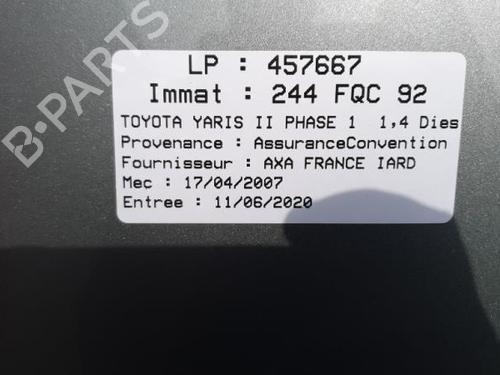 LP : 457667
Immat : 244 FQC 92
TOYOTA YARIS II PHASE 1 1,4 Dies
Provenance : AssuranceConvention
Fournisseur : AXA FRANCE IARD
Mec : 17/04/2007
Entree : 11/06/2020
B-PARTS